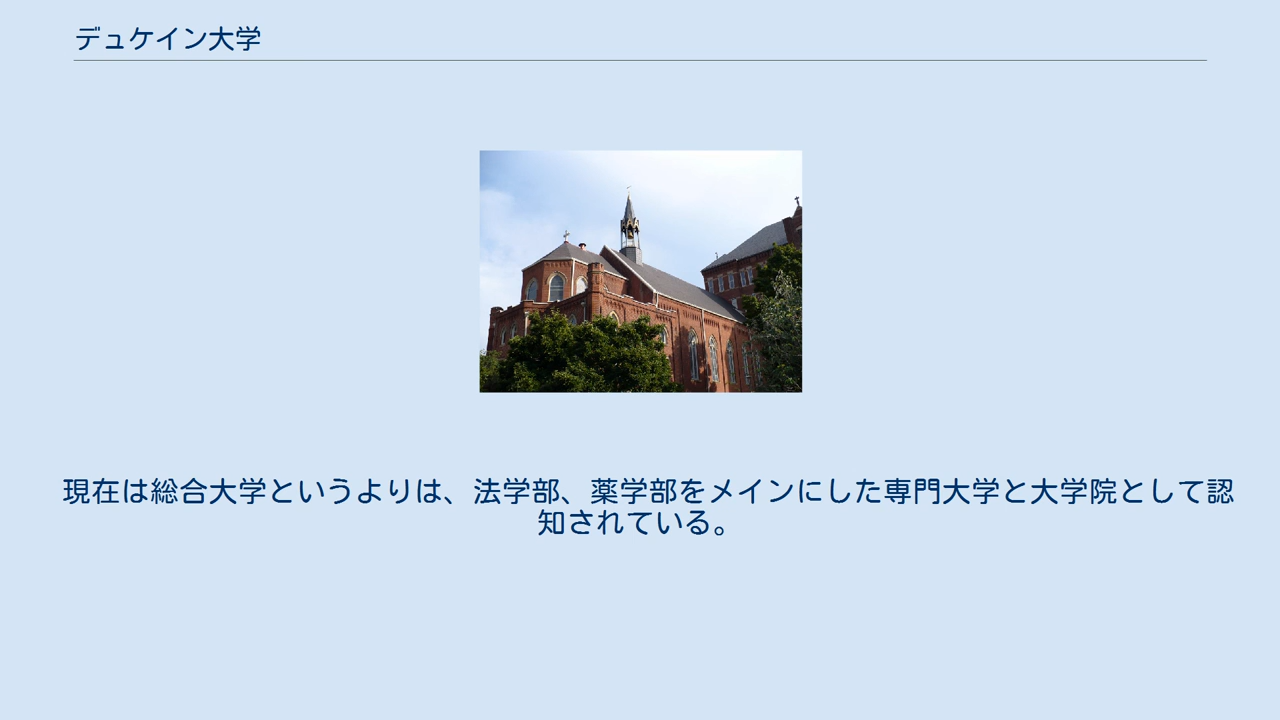 デュケイン大学
現在は総合大学というよりは、法学部、薬学部をメインにした専門大学と大学院として認
知されている。